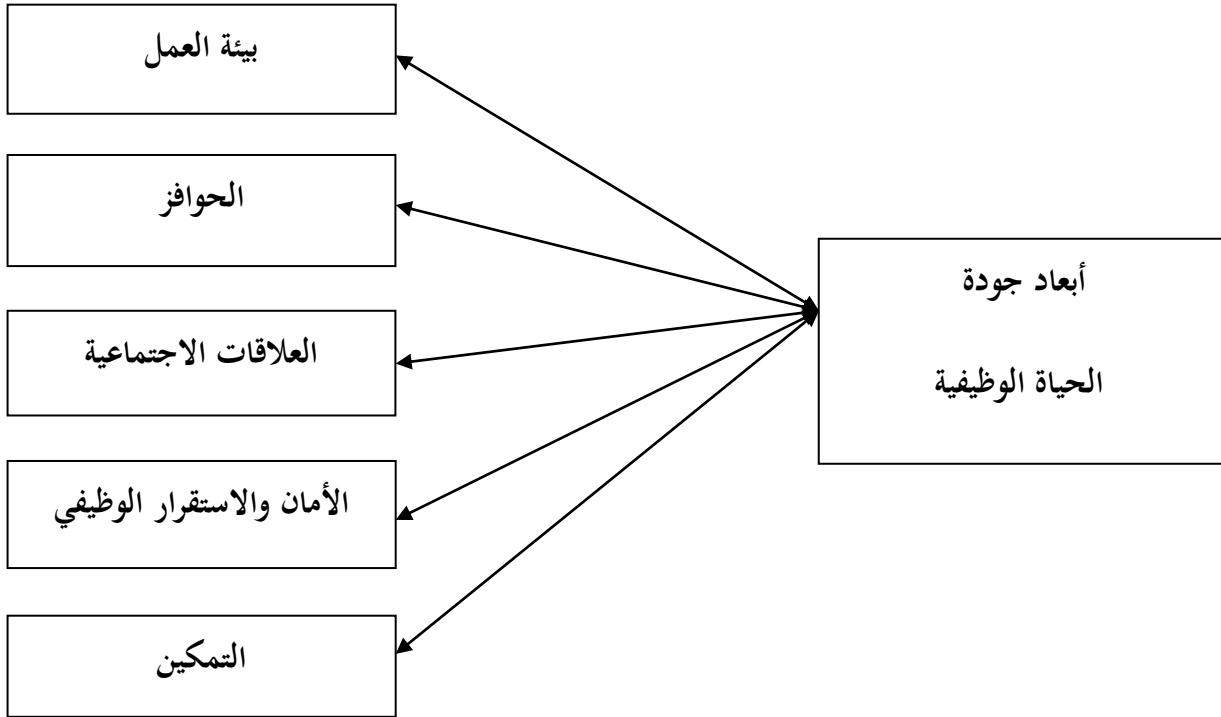 بيئة العمل
الحوافز
أبعاد جودة
الحياة الوظيفية
العلاقات الاجتماعية
الأمان والاستقرار الوظيفي
التمكين